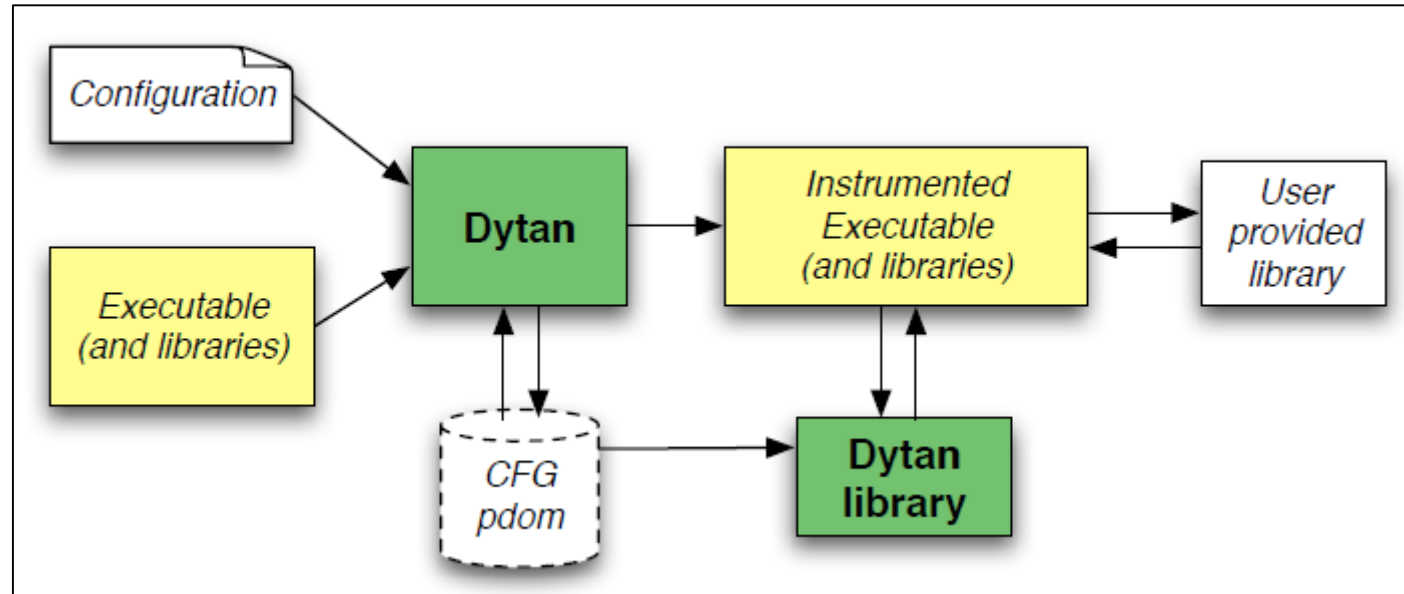 Configuration
Executable
(and libraries)
Dytan
Instrumented
Executable
(and libraries)
User
provided
library
CFG
pdom
Dytan
library